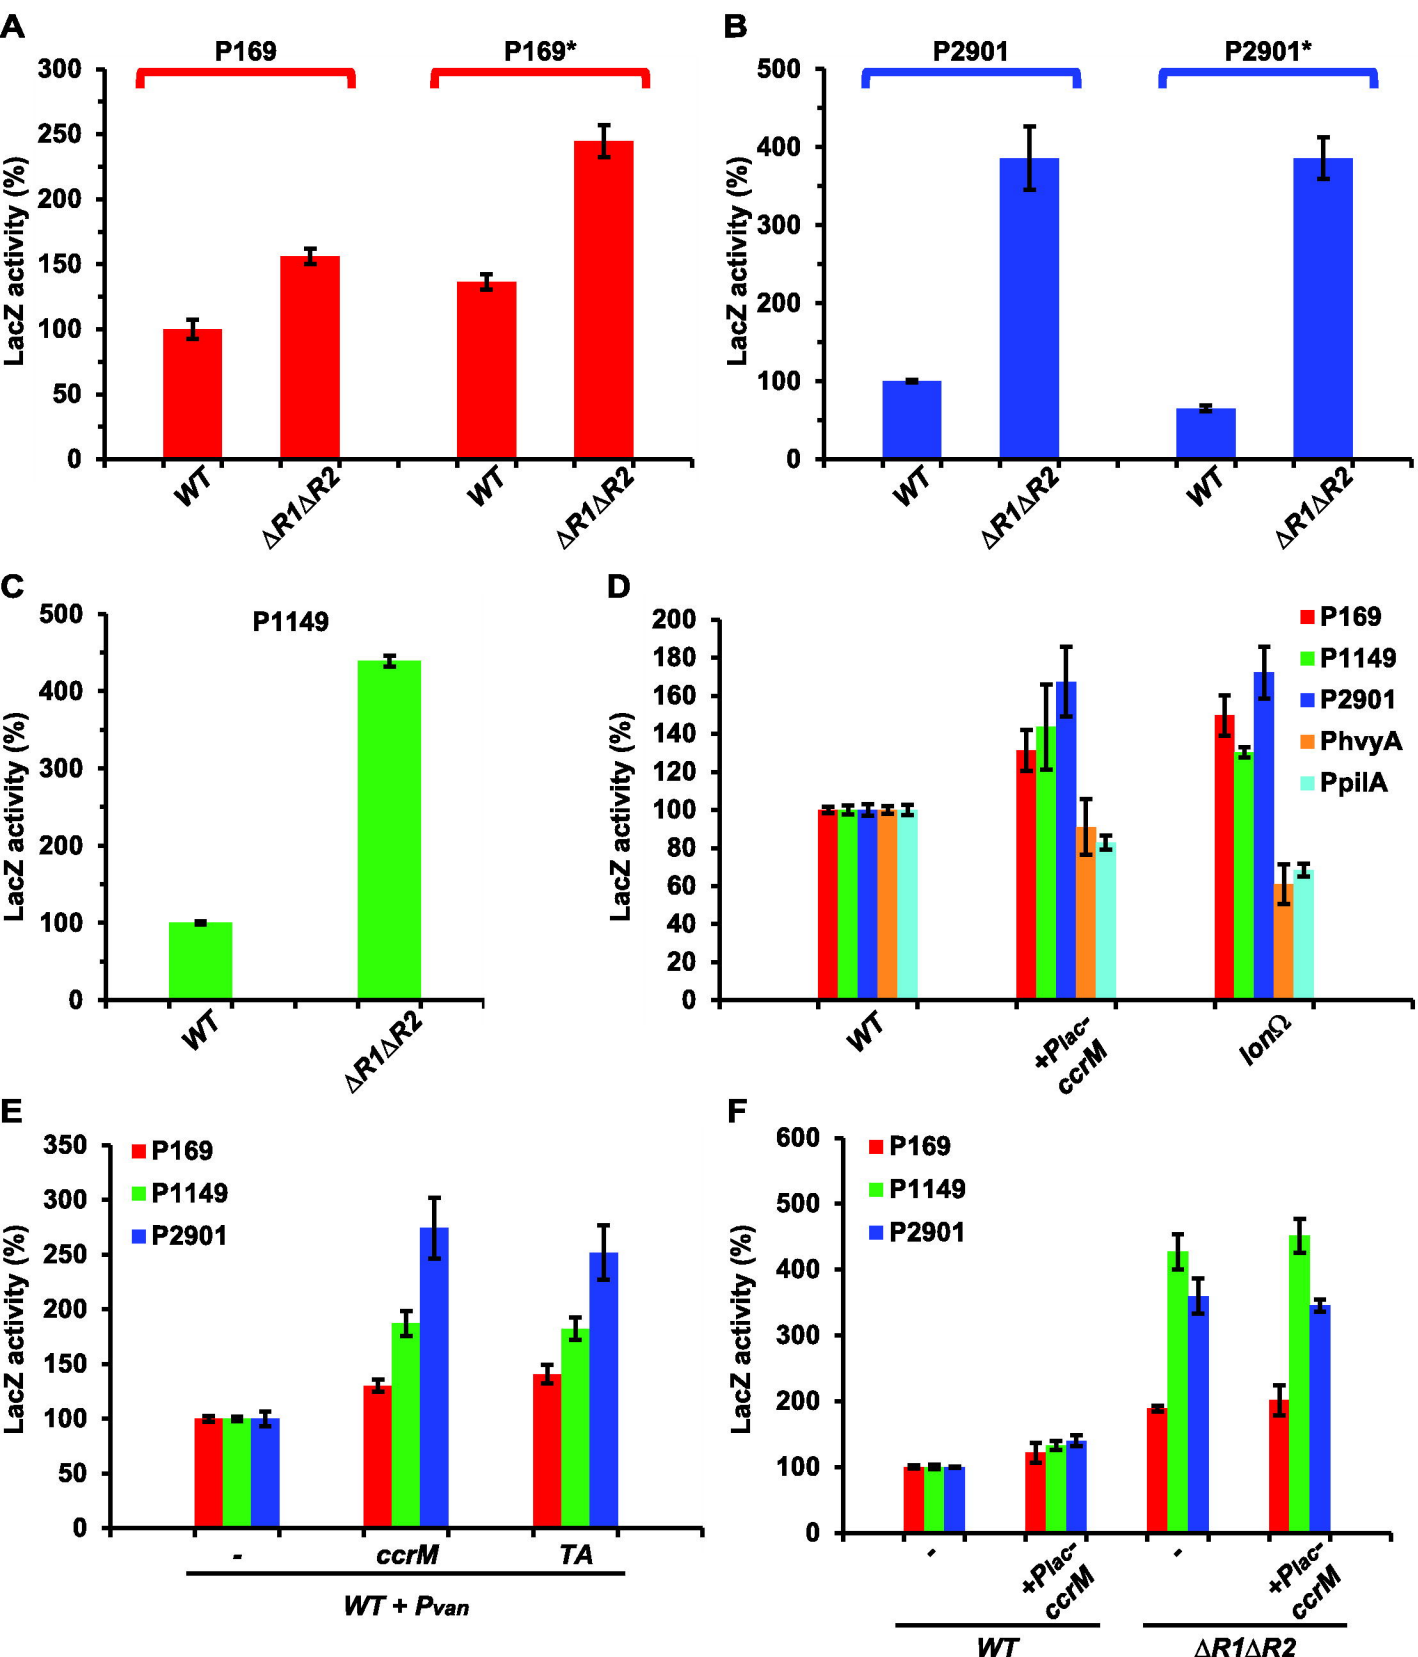 A
P169
P169*
LacZ activity (%)
300
250
200
150
100
50
0
WT
ΔR1ΔR2
WT
ΔR1ΔR2
B
P2901
P2901*
LacZ activity (%)
500
400
300
200
100
0
WT
ΔR1ΔR2
WT
ΔR1ΔR2
C
P1149
LacZ activity (%)
500
400
300
200
100
0
WT
ΔR1ΔR2
D
LacZ activity (%)
200
180
160
140
120
100
80
60
40
20
0
P169
P1149
P2901
PhvyA
PpilA
WT
+Plac-
ccrM
lonΩ
E
LacZ activity (%)
350
300
250
200
150
100
50
0
P169
P1149
P2901
-
ccrM
TA
WT + Pvan
F
LacZ activity (%)
600
500
400
300
200
100
0
P169
P1149
P2901
-
+Plac-
ccrM
-
+Plac-
ccrM
WT
ΔR1ΔR2